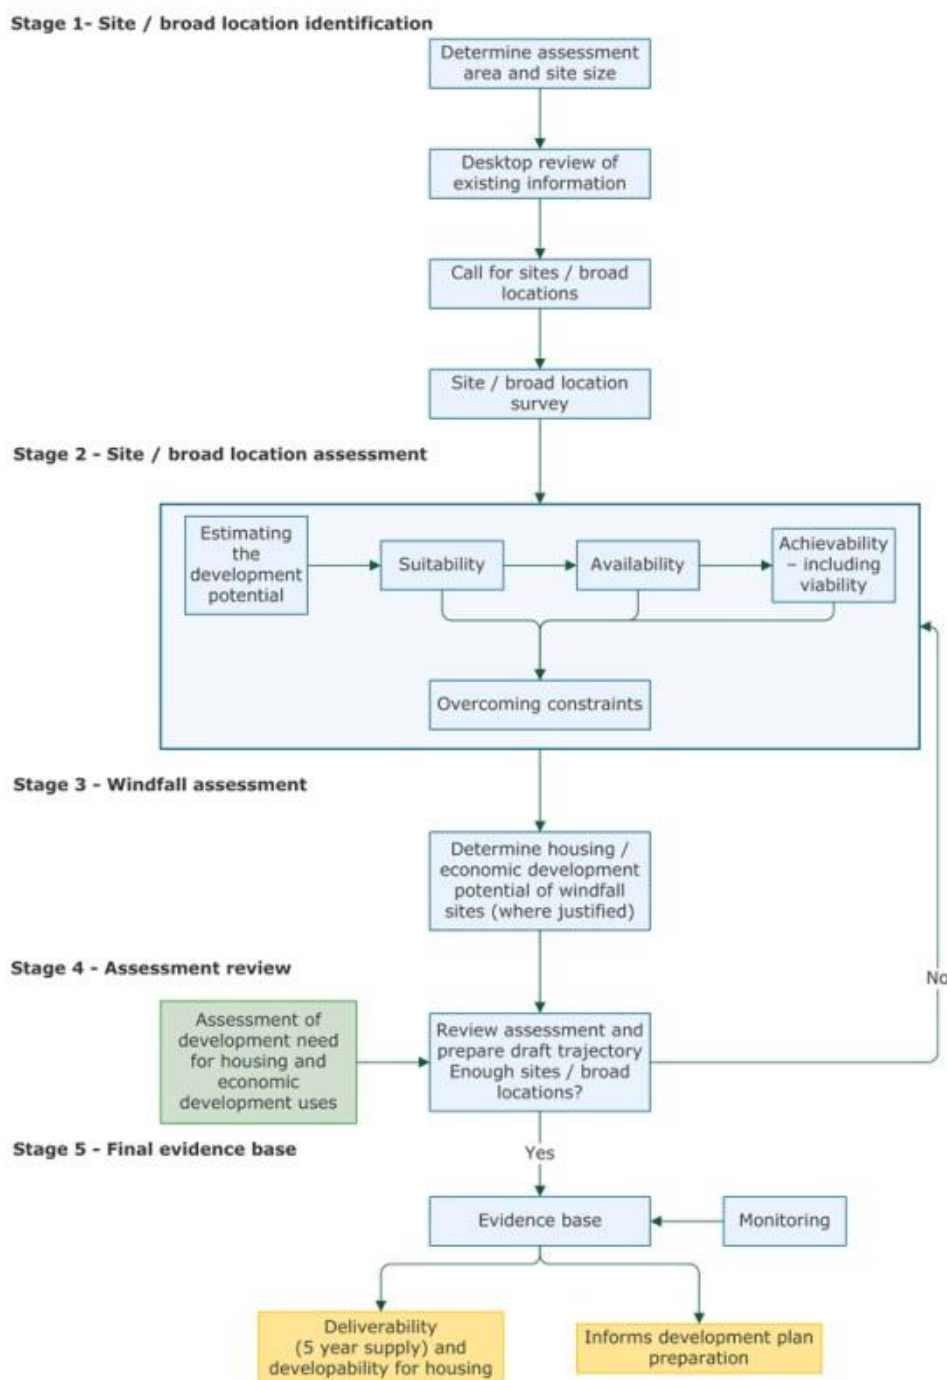 Stage 1- Site / broad location identification
Determine assessment
area and site size
Desktop review of
existing information
Call for sites / broad
locations
Site / broad location
survey
Stage 2 - Site / broad location assessment
Estimating
the
development
potential
Suitability
Availability
Achievability
– including
viability
Overcoming constraints
Stage 3 - Windfall assessment
Determine housing /
economic development
potential of windfall
sites (where justified)
Stage 4 - Assessment review
No
Assessment of
development need
for housing and
economic
development uses
Review assessment and
prepare draft trajectory
Enough sites / broad
locations?
Stage 5 - Final evidence base
Yes
Evidence base
Monitoring
Deliverability
(5 year supply) and
developability for housing
Informs development plan
preparation